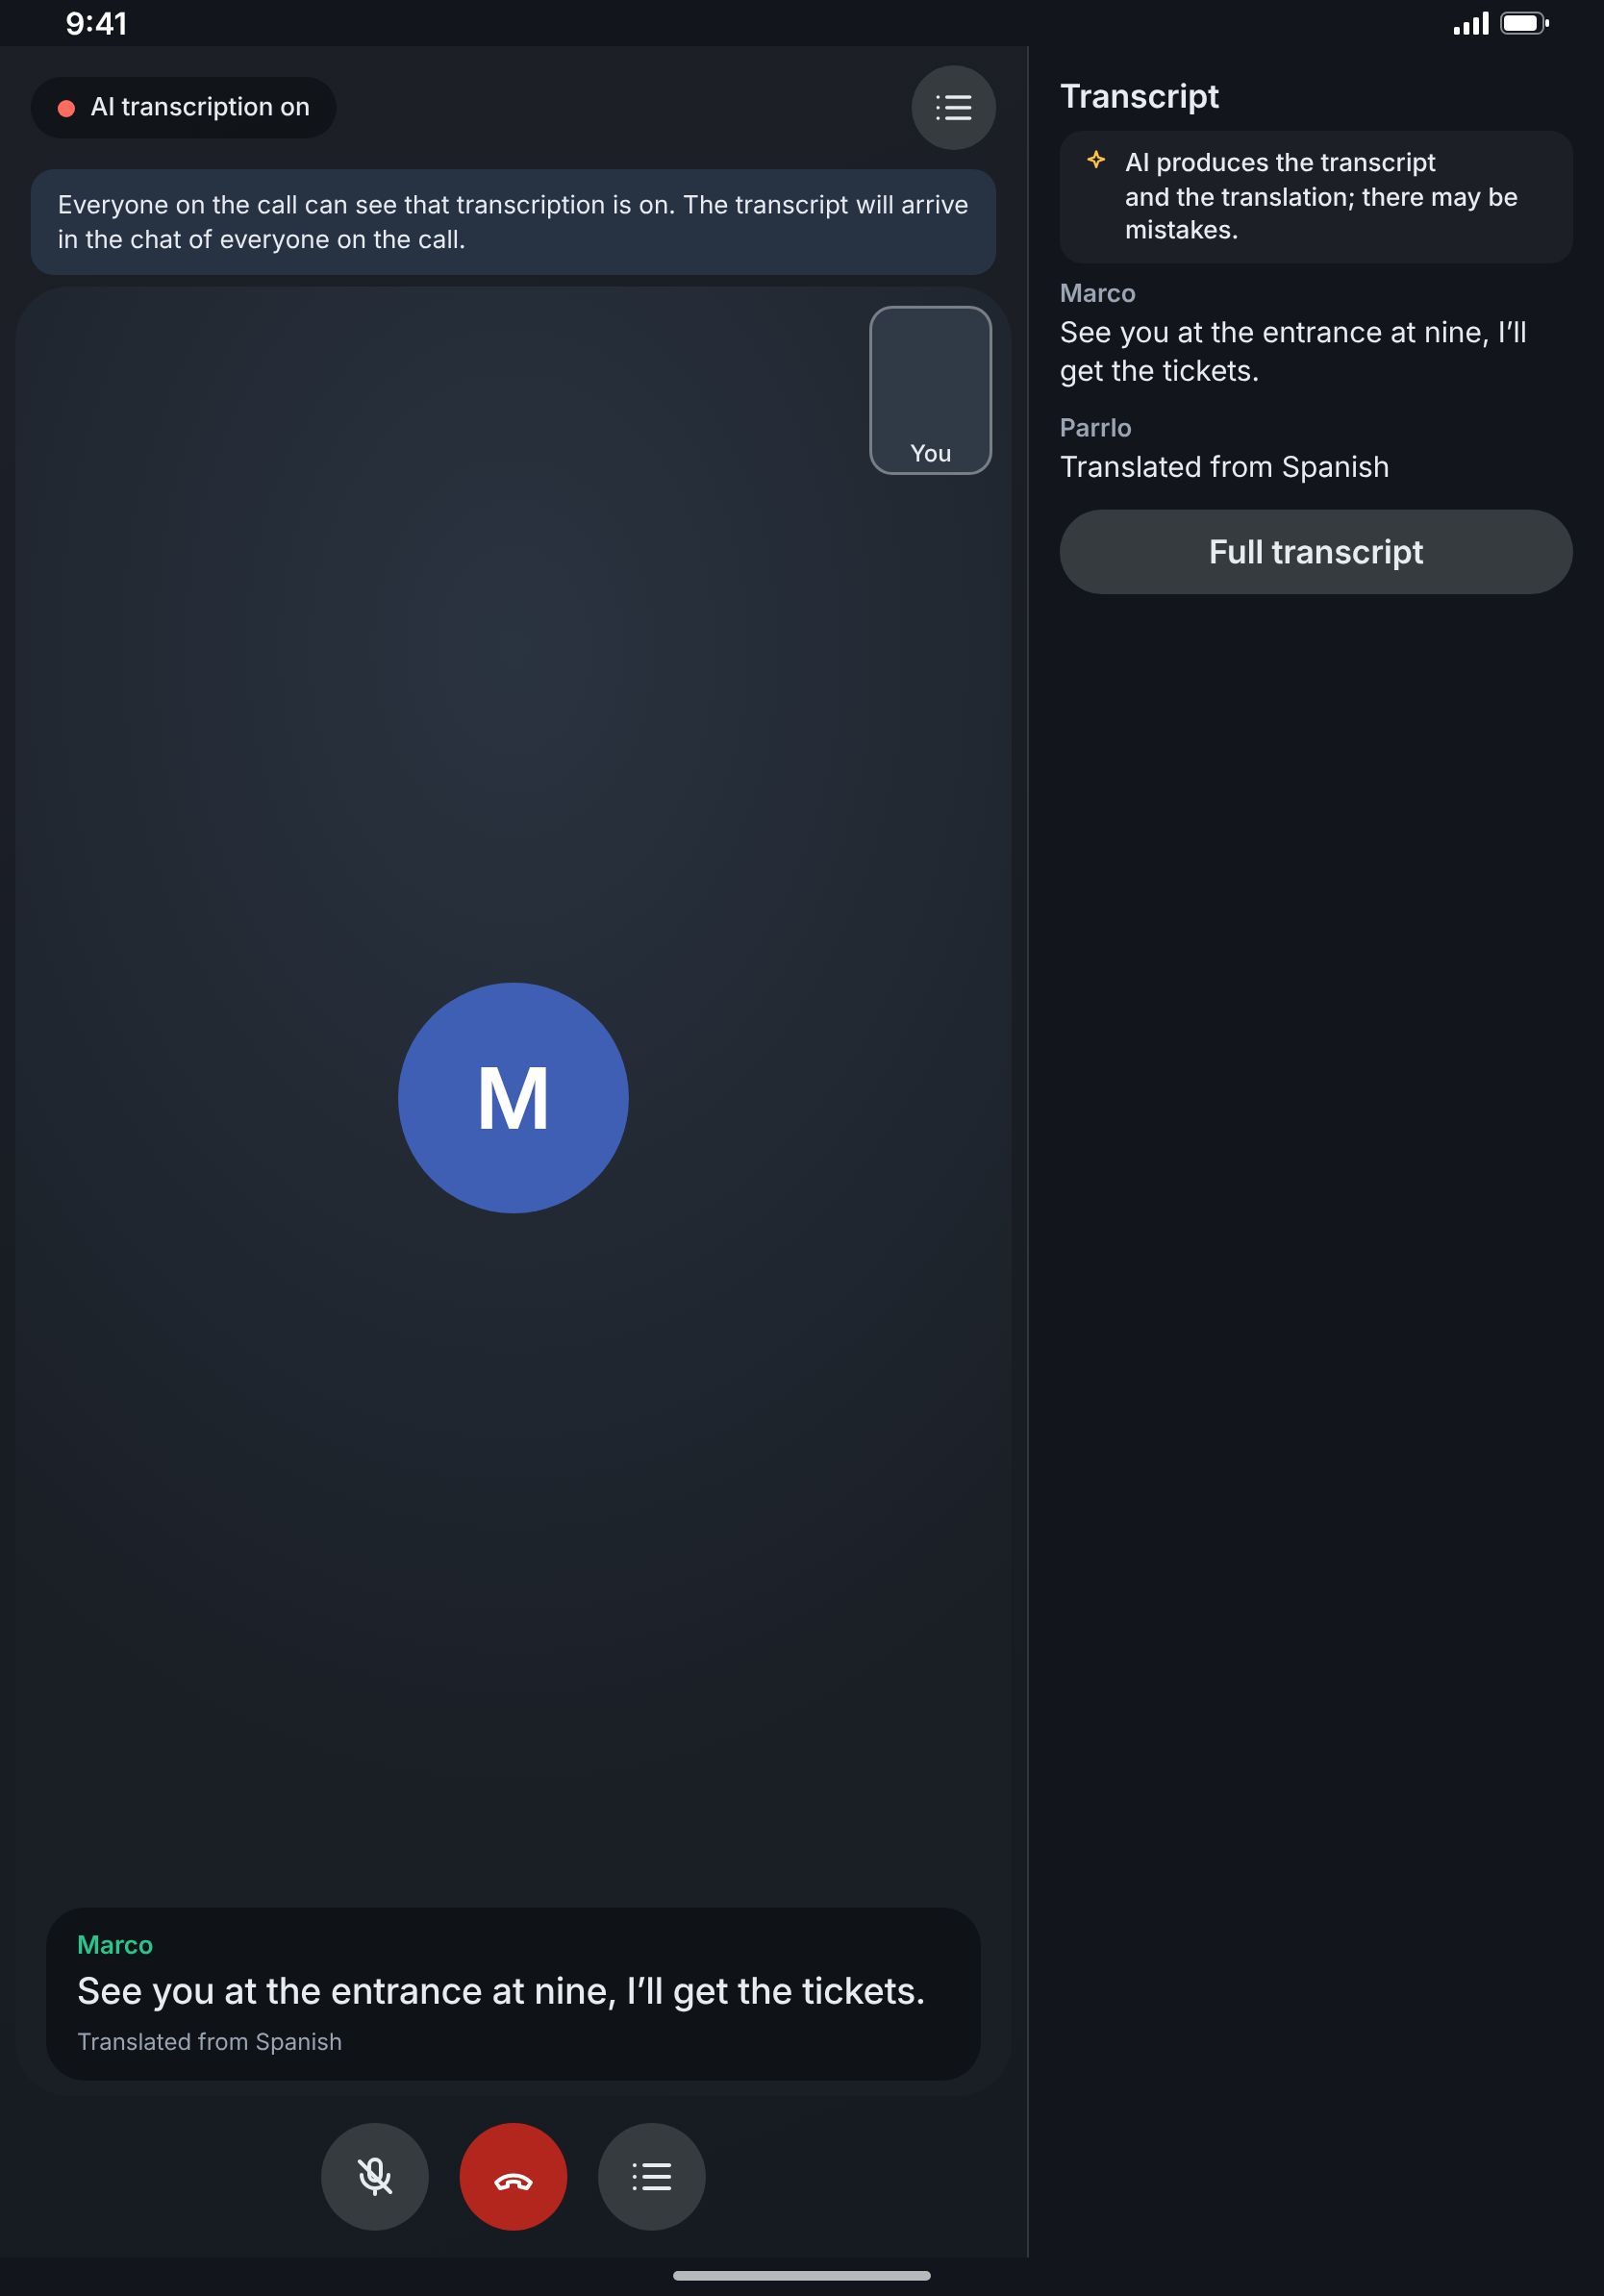 9:41
AI transcription on
Everyone on the call can see that transcription is on. The transcript will arrive
in the chat of everyone on the call.
You
M
Marco
See you at the entrance at nine, I’ll get the tickets.
Translated from Spanish
Transcript
AI produces the transcript
and the translation; there may be
mistakes.
Marco
See you at the entrance at nine, I’ll
get the tickets.
Parrlo
Translated from Spanish
Full transcript